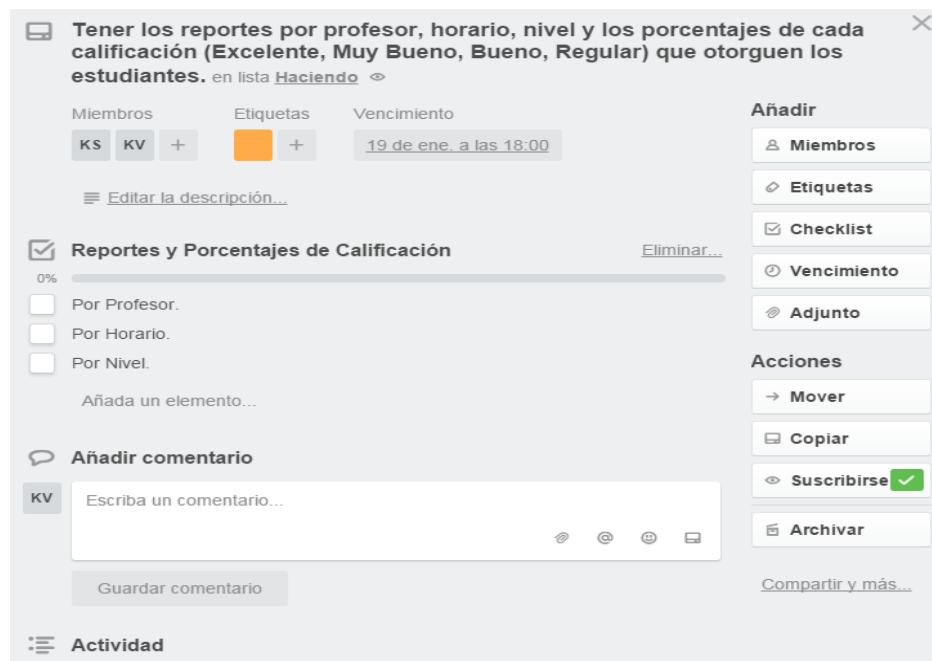 Tener los reportes por profesor, horario, nivel y los porcentajes de cada
calificación (Excelente, Muy Bueno, Bueno, Regular) que otorguen los
estudiantes. en lista Haciendo
Miembros
Etiquetas
Vencimiento
KS
KV
+
+
19 de ene. a las 18:00
Editar la descripción...
Reportes y Porcentajes de Calificación
Eliminar...
0%
Por Profesor.
Por Horario.
Por Nivel.
Añada un elemento...
Añadir comentario
KV
Escriba un comentario...
@
Guardar comentario
Actividad
Añadir
Miembros
Etiquetas
Checklist
Vencimiento
Adjunto
Acciones
Mover
Copiar
Suscribirse
Archivar
Compartir y más...